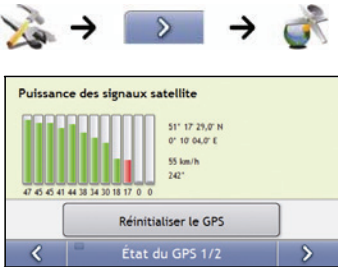 Puissance des signaux satellite
51° 17' 29,0" N
0° 10' 04,0" E
55 km/h
242°
47 45 45 41 44 38 34 30 18 17 0 0
Réinitialiser le GPS
État du GPS 1/2